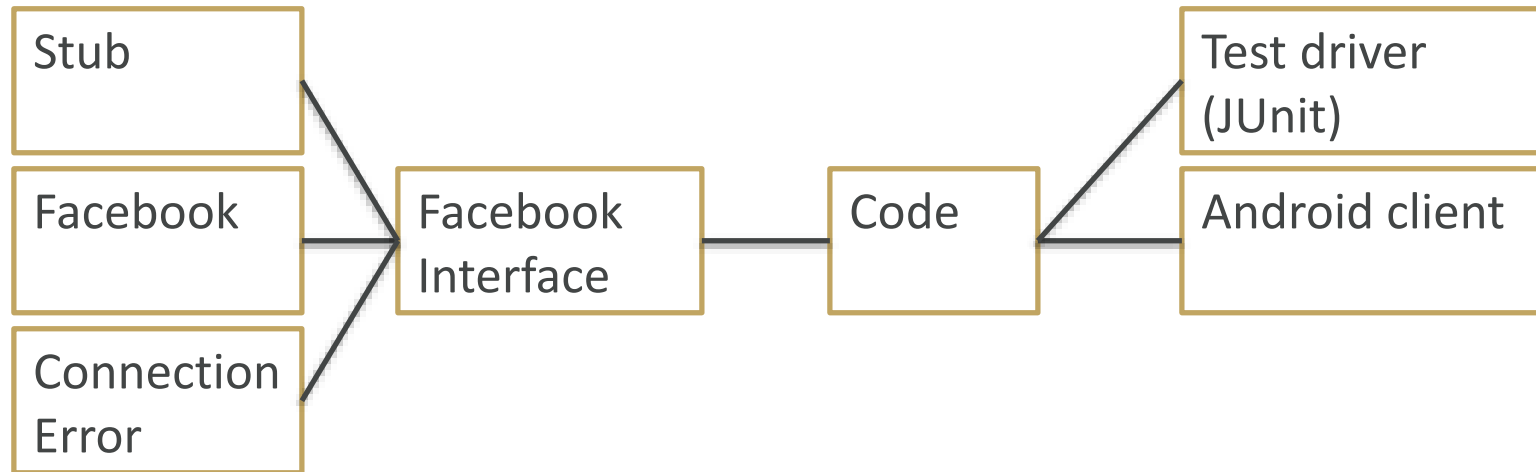 Stub
Facebook
Connection
Error
Facebook
Interface
Code
Test driver
(JUnit)
Android client